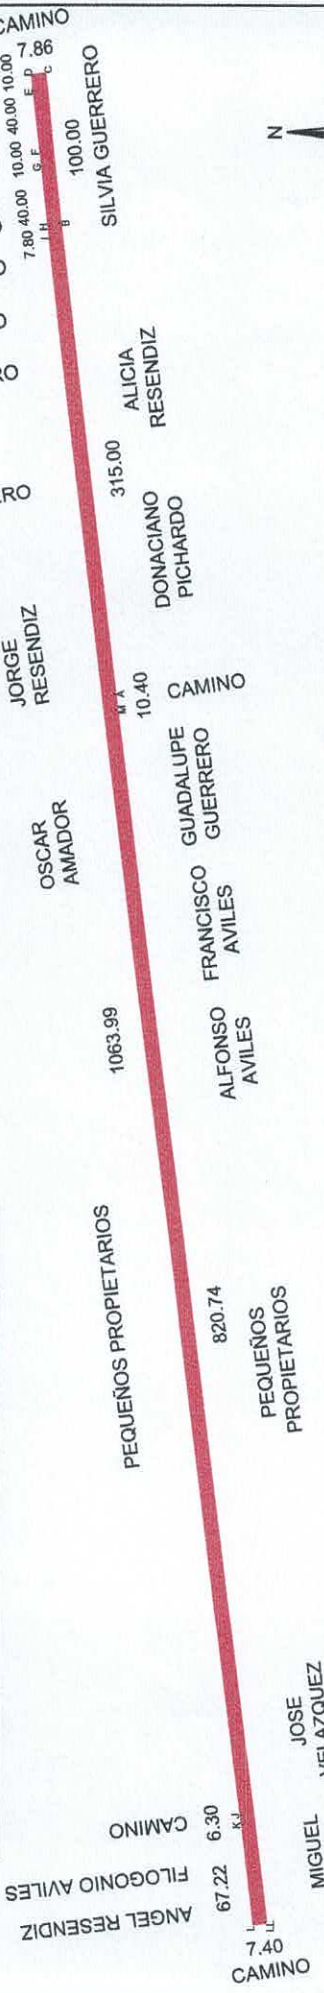 CAMINO
7.86
10.00
40.00
10.00
40.00
7.80
E D
C
G F
I H
B
100.00
SILVIA GUERRERO
N
ALICIA
RESENDIZ
315.00
DONACIANO
PICHARDO
JORGE
RESENDIZ
M A
10.40
CAMINO
OSCAR
AMADOR
GUADALUPE
GUERRERO
FRANCISCO
AVILES
ALFONSO
AVILES
1063.99
PEQUEÑOS PROPIETARIOS
820.74
PEQUEÑOS
PROPIETARIOS
JOSE
VELAZQUEZ
MIGUEL
CAMINO
6.30
K J
FILOGONIO AVILES
67.22
ANGEL RESENDIZ
L
LL
7.40
CAMINO